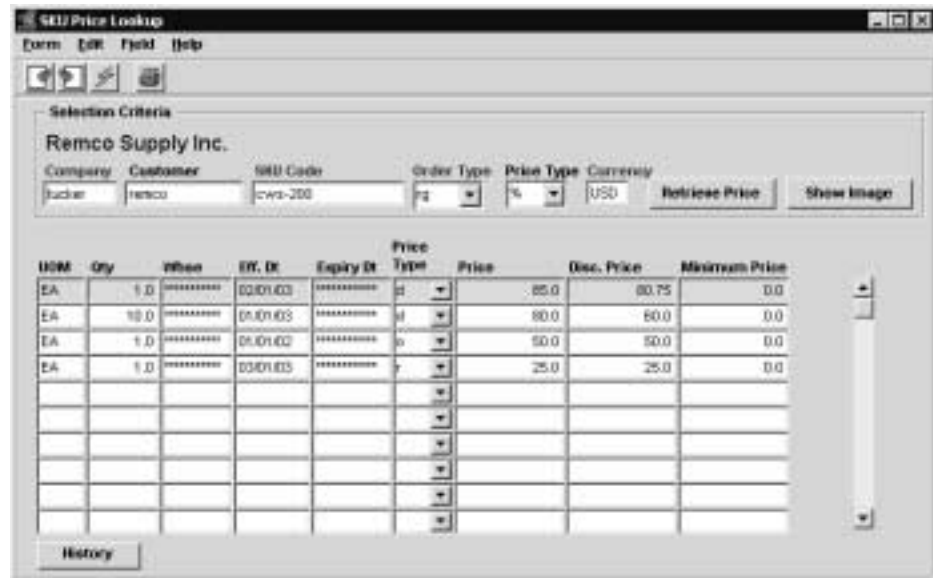 SKU Price Lookup
Form Edit Field Help
Selection Criteria
Remco Supply Inc.
Company Customer SKU Code Order Type Price Type Currency
tucker remco cws-200 rg % USD Retrieve Price Show Image
Price
UOM Qty Whse Eff. Dt Expiry Dt Type Price Disc. Price Minimum Price
EA 1.0 ********** 02/01/03 ********** d 85.0 80.75 0.0
EA 10.0 ********** 01/01/03 ********** d 80.0 60.0 0.0
EA 1.0 ********** 01/01/02 ********** o 50.0 50.0 0.0
EA 1.0 ********** 03/01/03 ********** r 25.0 25.0 0.0
History